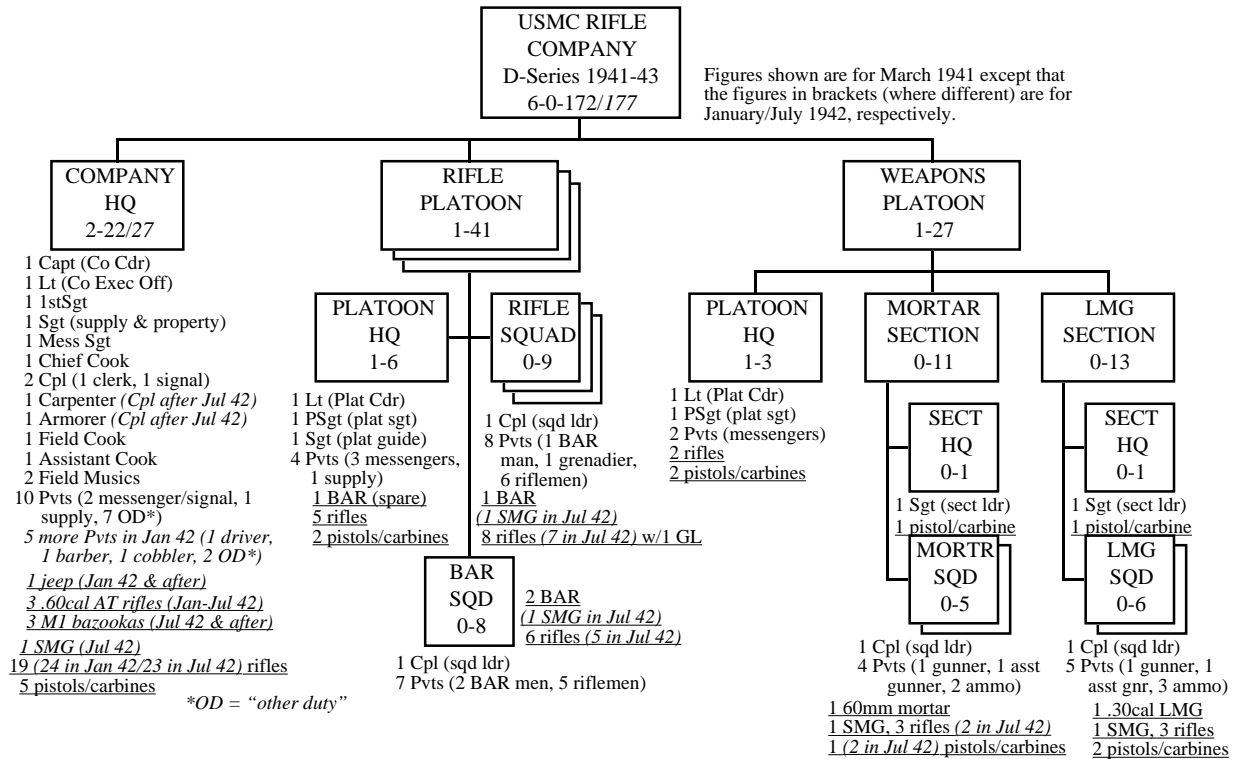 USMC RIFLE
COMPANY
D-Series 1941-43
6-0-172/177
Figures shown are for March 1941 except that
the figures in brackets (where different) are for
January/July 1942, respectively.
COMPANY
HQ
2-22/27
1 Capt (Co Cdr)
1 Lt (Co Exec Off)
1 1stSgt
1 Sgt (supply & property)
1 Mess Sgt
1 Chief Cook
2 Cpl (1 clerk, 1 signal)
1 Carpenter (Cpl after Jul 42)
1 Armorer (Cpl after Jul 42)
1 Field Cook
1 Assistant Cook
2 Field Musics
10 Pvts (2 messenger/signal, 1
supply, 7 OD*)
5 more Pvts in Jan 42 (1 driver,
1 barber, 1 cobbler, 2 OD*)
1 jeep (Jan 42 & after)
3 .60cal AT rifles (Jan-Jul 42)
3 M1 bazookas (Jul 42 & after)
1 SMG (Jul 42)
19 (24 in Jan 42/23 in Jul 42) rifles
5 pistols/carbines
*OD = “other duty”
RIFLE
PLATOON
1-41
PLATOON
HQ
1-6
1 Lt (Plat Cdr)
1 PSgt (plat sgt)
1 Sgt (plat guide)
4 Pvts (3 messengers,
1 supply)
1 BAR (spare)
5 rifles
2 pistols/carbines
RIFLE
SQUAD
0-9
1 Cpl (sqd ldr)
8 Pvts (1 BAR
man, 1 grenadier,
6 riflemen)
1 BAR
(1 SMG in Jul 42)
8 rifles (7 in Jul 42) w/1 GL
BAR
SQD
0-8
2 BAR
(1 SMG in Jul 42)
6 rifles (5 in Jul 42)
1 Cpl (sqd ldr)
7 Pvts (2 BAR men, 5 riflemen)
WEAPONS
PLATOON
1-27
PLATOON
HQ
1-3
1 Lt (Plat Cdr)
1 PSgt (plat sgt)
2 Pvts (messengers)
2 rifles
2 pistols/carbines
MORTAR
SECTION
0-11
SECT
HQ
0-1
1 Sgt (sect ldr)
1 pistol/carbine
MORTR
SQD
0-5
1 Cpl (sqd ldr)
4 Pvts (1 gunner, 1 asst
gunner, 2 ammo)
1 60mm mortar
1 SMG, 3 rifles (2 in Jul 42)
1 (2 in Jul 42) pistols/carbines
LMG
SECTION
0-13
SECT
HQ
0-1
1 Sgt (sect ldr)
1 pistol/carbine
LMG
SQD
0-6
1 Cpl (sqd ldr)
5 Pvts (1 gunner, 1
asst gnr, 3 ammo)
1 .30cal LMG
1 SMG, 3 rifles
2 pistols/carbines